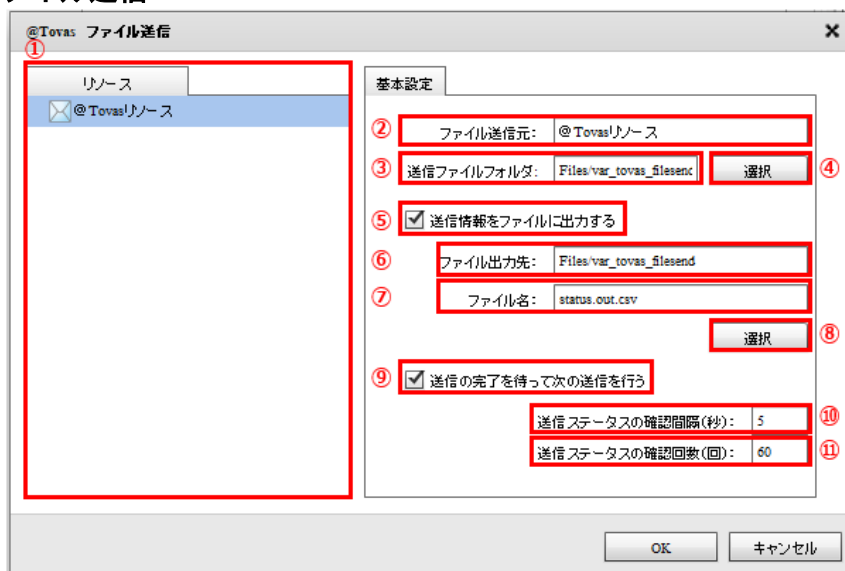 @Tovas ファイル送信
①
リソース
@Tovasリソース
基本設定
② ファイル送信元: @Tovasリソース
③ 送信ファイルフォルダ: Files/var_tovas_filesend 選択 ④
⑤ 送信情報をファイルに出力する
⑥ ファイル出力先: Files/var_tovas_filesend
⑦ ファイル名: status.out.csv
選択 ⑧
⑨ 送信の完了を待って次の送信を行う
送信ステータスの確認間隔(秒): 5 ⑩
送信ステータスの確認回数(回): 60 ⑪
OK キャンセル